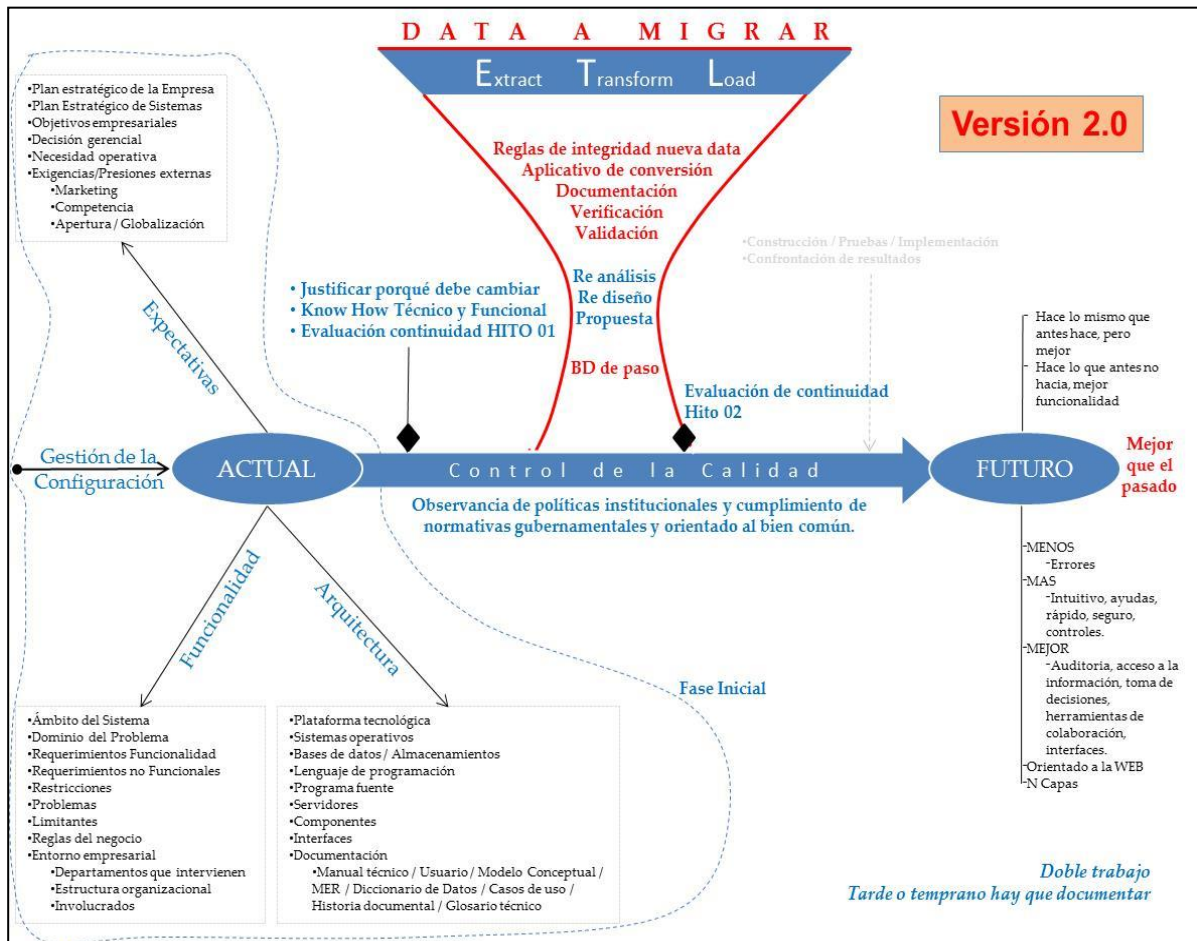 DATA A MIGRAR
Extract Transform Load
Versión 2.0
•Plan estratégico de la Empresa
•Plan Estratégico de Sistemas
•Objetivos empresariales
•Decisión gerencial
•Necesidad operativa
•Exigencias/Presiones externas
•Marketing
•Competencia
•Apertura / Globalización
Reglas de integridad nueva data
Aplicativo de conversión
Documentación
Verificación
Validación
•Construcción / Pruebas / Implementación
•Confrontación de resultados
• Justificar porqué debe cambiar
• Know How Técnico y Funcional
• Evaluación continuidad HITO 01
Re análisis
Re diseño
Propuesta
BD de paso
Evaluación de continuidad
Hito 02
Expectativas
- Hace lo mismo que
antes hace, pero
mejor
- Hace lo que antes no
hacia, mejor
funcionalidad
Gestión de la
Configuración
ACTUAL
Control de la Calidad
FUTURO
Mejor
que el
pasado
Observancia de políticas institucionales y cumplimiento de
normativas gubernamentales y orientado al bien común.
Funcionalidad
Arquitectura
Fase Inicial
-MENOS
-Errores
-MAS
-Intuitivo, ayudas,
rápido, seguro,
controles.
-MEJOR
-Auditoria, acceso a la
información, toma de
decisiones,
herramientas de
colaboración,
interfaces.
-Orientado a la WEB
-N Capas
•Ámbito del Sistema
•Dominio del Problema
•Requerimientos Funcionalidad
•Requerimientos no Funcionales
•Restricciones
•Problemas
•Limitantes
•Reglas del negocio
•Entorno empresarial
•Departamentos que intervienen
•Estructura organizacional
•Involucrados
•Plataforma tecnológica
•Sistemas operativos
•Bases de datos / Almacenamientos
•Lenguaje de programación
•Programa fuente
•Servidores
•Componentes
•Interfaces
•Documentación
•Manual técnico / Usuario / Modelo Conceptual /
MER / Diccionario de Datos / Casos de uso /
Historia documental / Glosario técnico
Doble trabajo
Tarde o temprano hay que documentar